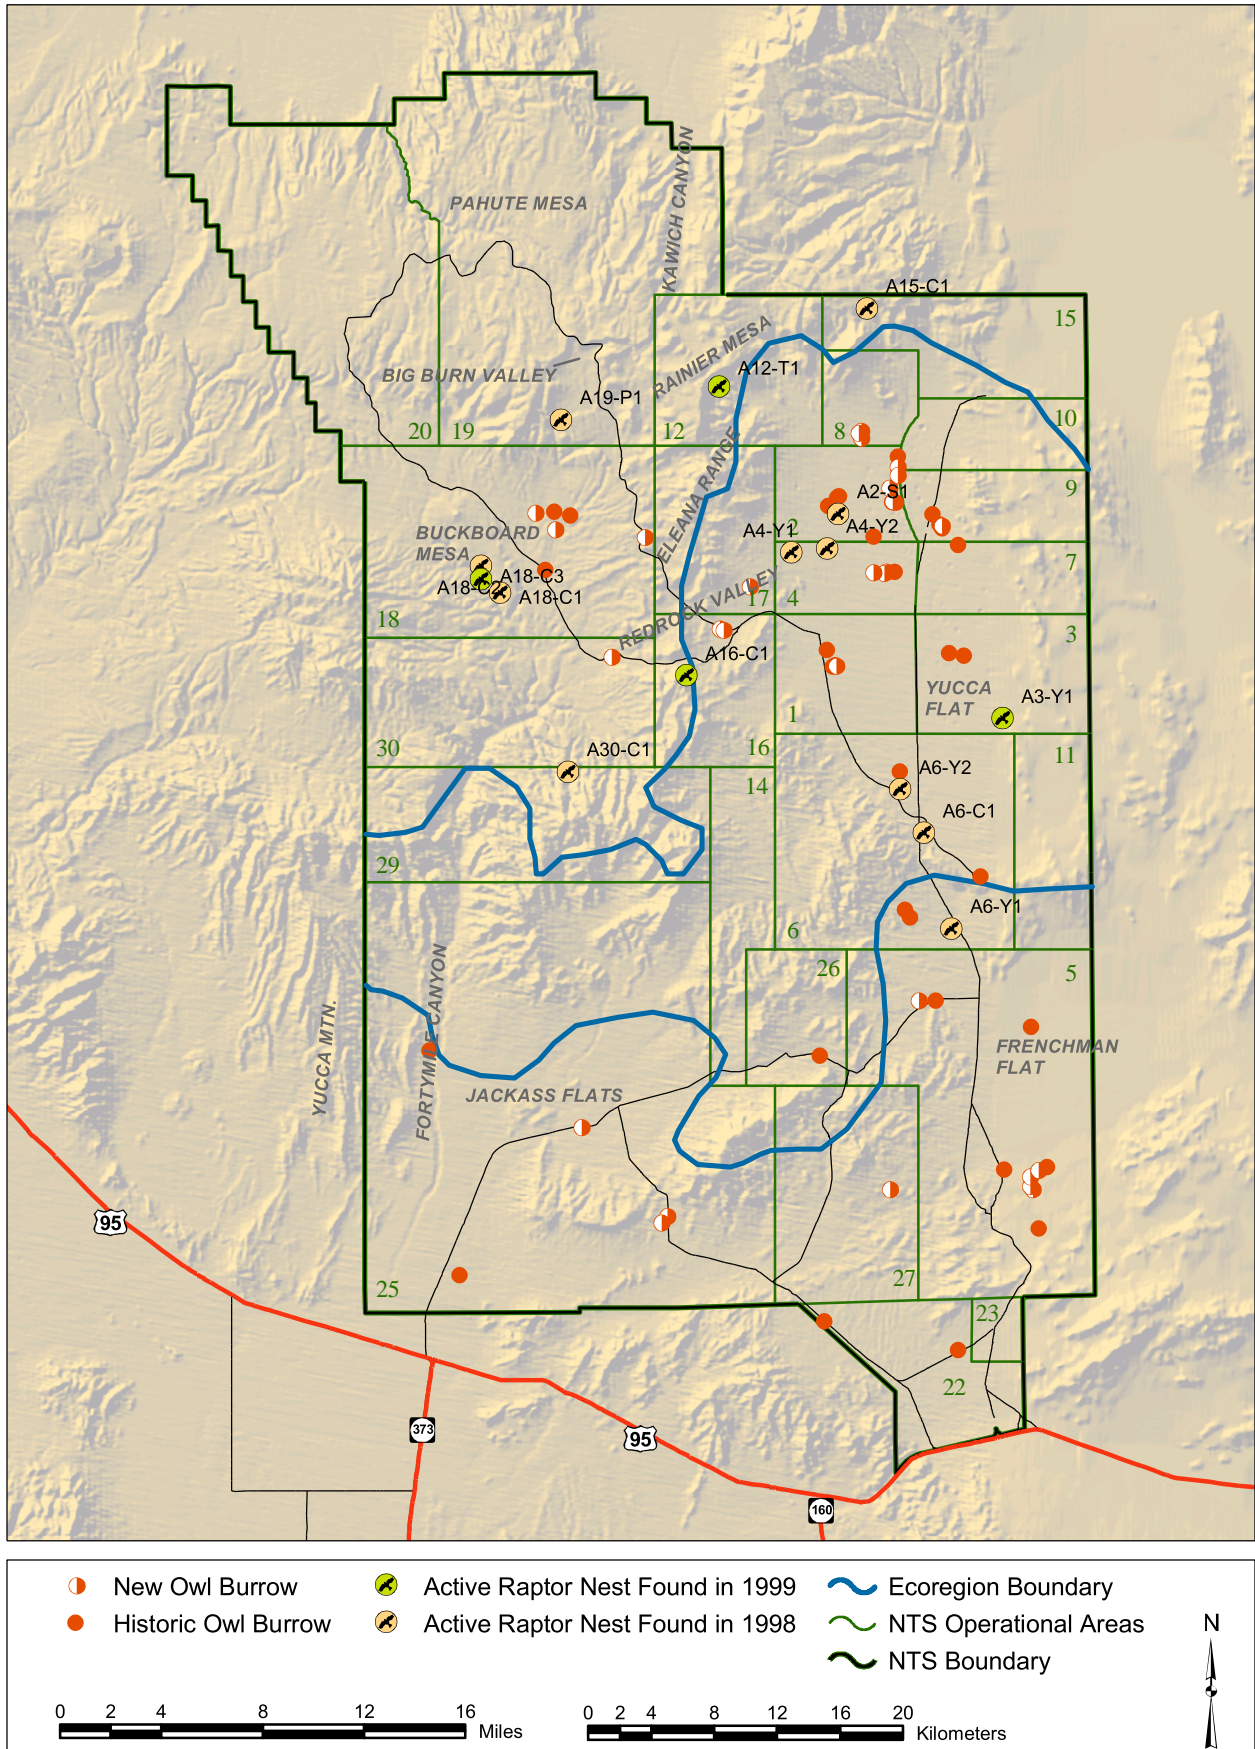 PAHUTE MESA
KAWICH CANYON
A15-C1
15
RAINIER MESA
A12-T1
BIG BURN VALLEY
A19-P1
20
19
12
8
10
ELEANA RANGE
9
A2-S1
2
BUCKBOARD
MESA
A4-Y1
A4-Y2
7
A18-C3
A18-C2
A18-C1
17
4
18
REDROCK VALLEY
3
A16-C1
YUCCA
FLAT
A3-Y1
1
30
A30-C1
16
11
14
A6-Y2
A6-C1
29
A6-Y1
6
26
5
YUCCA MTN.
FORTYMILE CANYON
FRENCHMAN
FLAT
JACKASS FLATS
95
25
27
23
22
373
95
160
New Owl Burrow
Historic Owl Burrow
Active Raptor Nest Found in 1999
Active Raptor Nest Found in 1998
Ecoregion Boundary
NTS Operational Areas
NTS Boundary
N
0 2 4 8 12 16
Miles
0 2 4 8 12 16 20
Kilometers